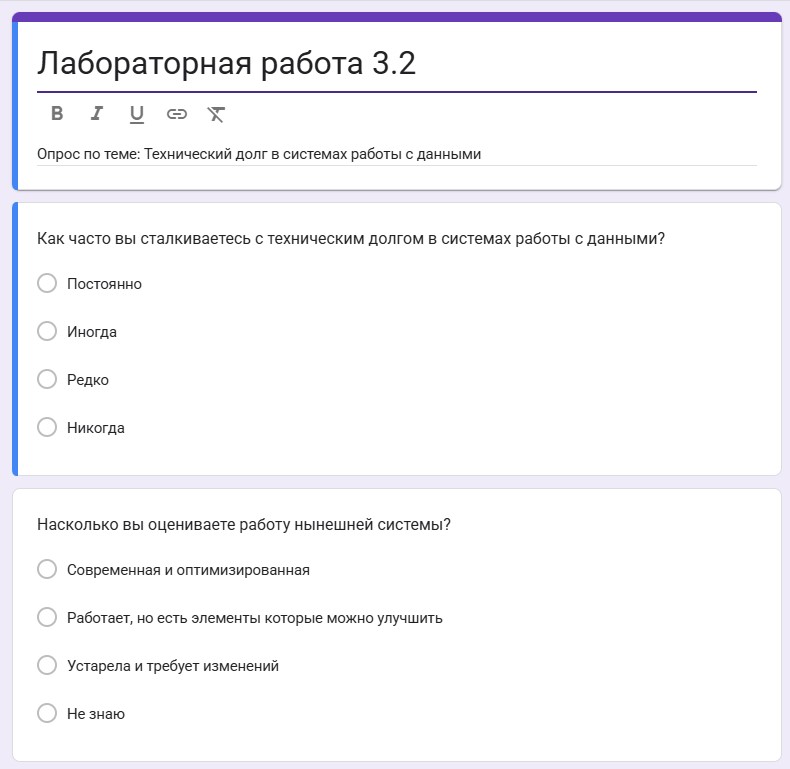 Лабораторная работа 3.2
B I U
Опрос по теме: Технический долг в системах работы с данными
Как часто вы сталкиваетесь с техническим долгом в системах работы с данными?
Постоянно
Иногда
Редко
Никогда
Насколько вы оцениваете работу нынешней системы?
Современная и оптимизированная
Работает, но есть элементы которые можно улучшить
Устарела и требует изменений
Не знаю